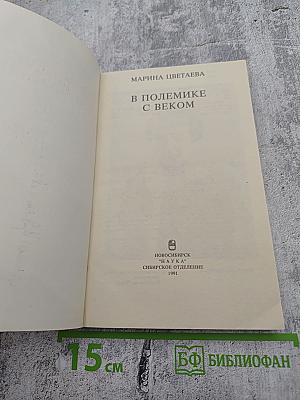 МАРИНА ЦВЕТАЕВА
В ПОЛЕМИКЕ
С ВЕКОМ
НОВОСИБИРСК
"НАУКА"
СИБИРСКОЕ ОТДЕЛЕНИЕ
1991
15 см
БФ БИБЛИОФАН